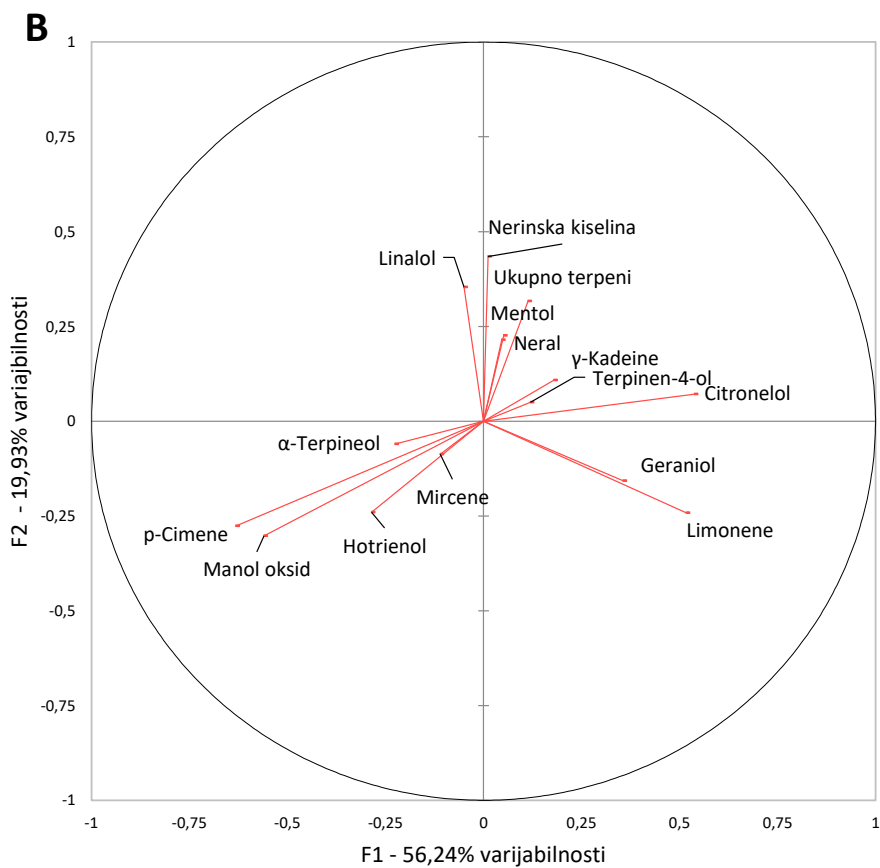 B
1
0,75
0,5
0,25
0
-0,25
-0,5
-0,75
-1
F2 - 19,93% variajbilnosti
Nerinska kiselina
Linalol
Ukupno terpeni
Mentol
Neral
γ-Kadeine
Terpinen-4-ol
Citronelol
α-Terpineol
Geraniol
Mircene
p-Cimene
Limonene
Hotrienol
Manol oksid
-1
-0,75
-0,5
-0,25
0
0,25
0,5
0,75
1
F1 - 56,24% varijabilnosti